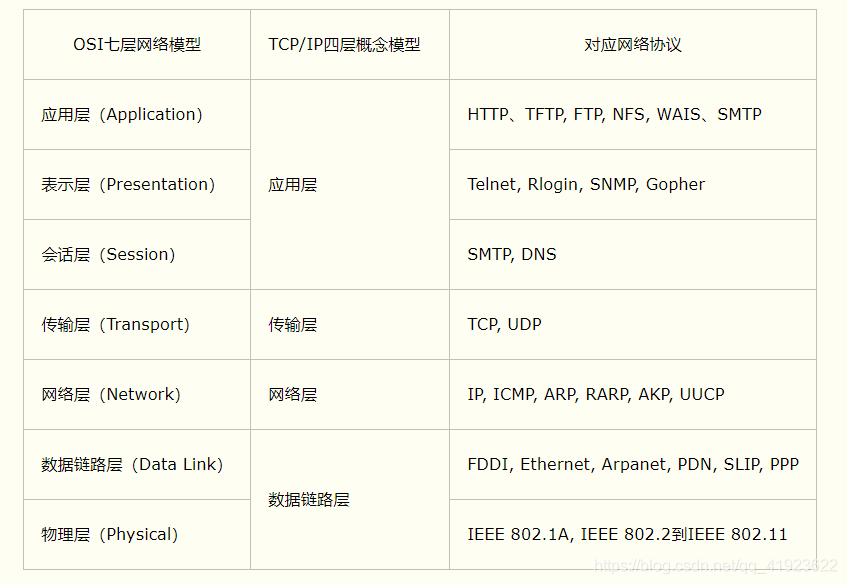 OSI七层网络模型 TCP/IP四层概念模型 对应网络协议
应用层（Application） HTTP、TFTP, FTP, NFS, WAIS、SMTP
表示层（Presentation） 应用层 Telnet, Rlogin, SNMP, Gopher
会话层（Session） SMTP, DNS
传输层（Transport） 传输层 TCP, UDP
网络层（Network） 网络层 IP, ICMP, ARP, RARP, AKP, UUCP
数据链路层（Data Link） FDDI, Ethernet, Arpanet, PDN, SLIP, PPP
数据链路层
物理层（Physical） IEEE 802.1A, IEEE 802.2到IEEE 802.11
https://blog.csdn.net/qq_41923622